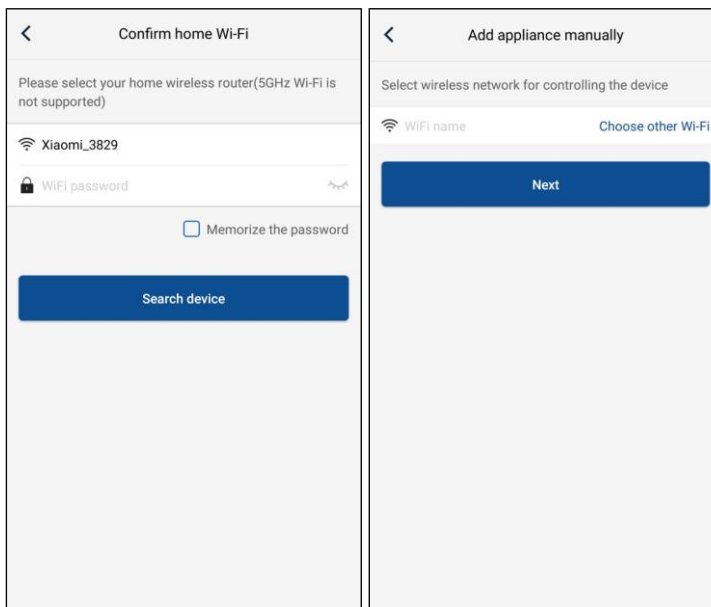 Confirm home Wi-Fi
Please select your home wireless router(5GHz Wi-Fi is
not supported)
Xiaomi_3829
WiFi password
Memorize the password
Search device
Add appliance manually
Select wireless network for controlling the device
WiFi name
Choose other Wi-Fi
Next